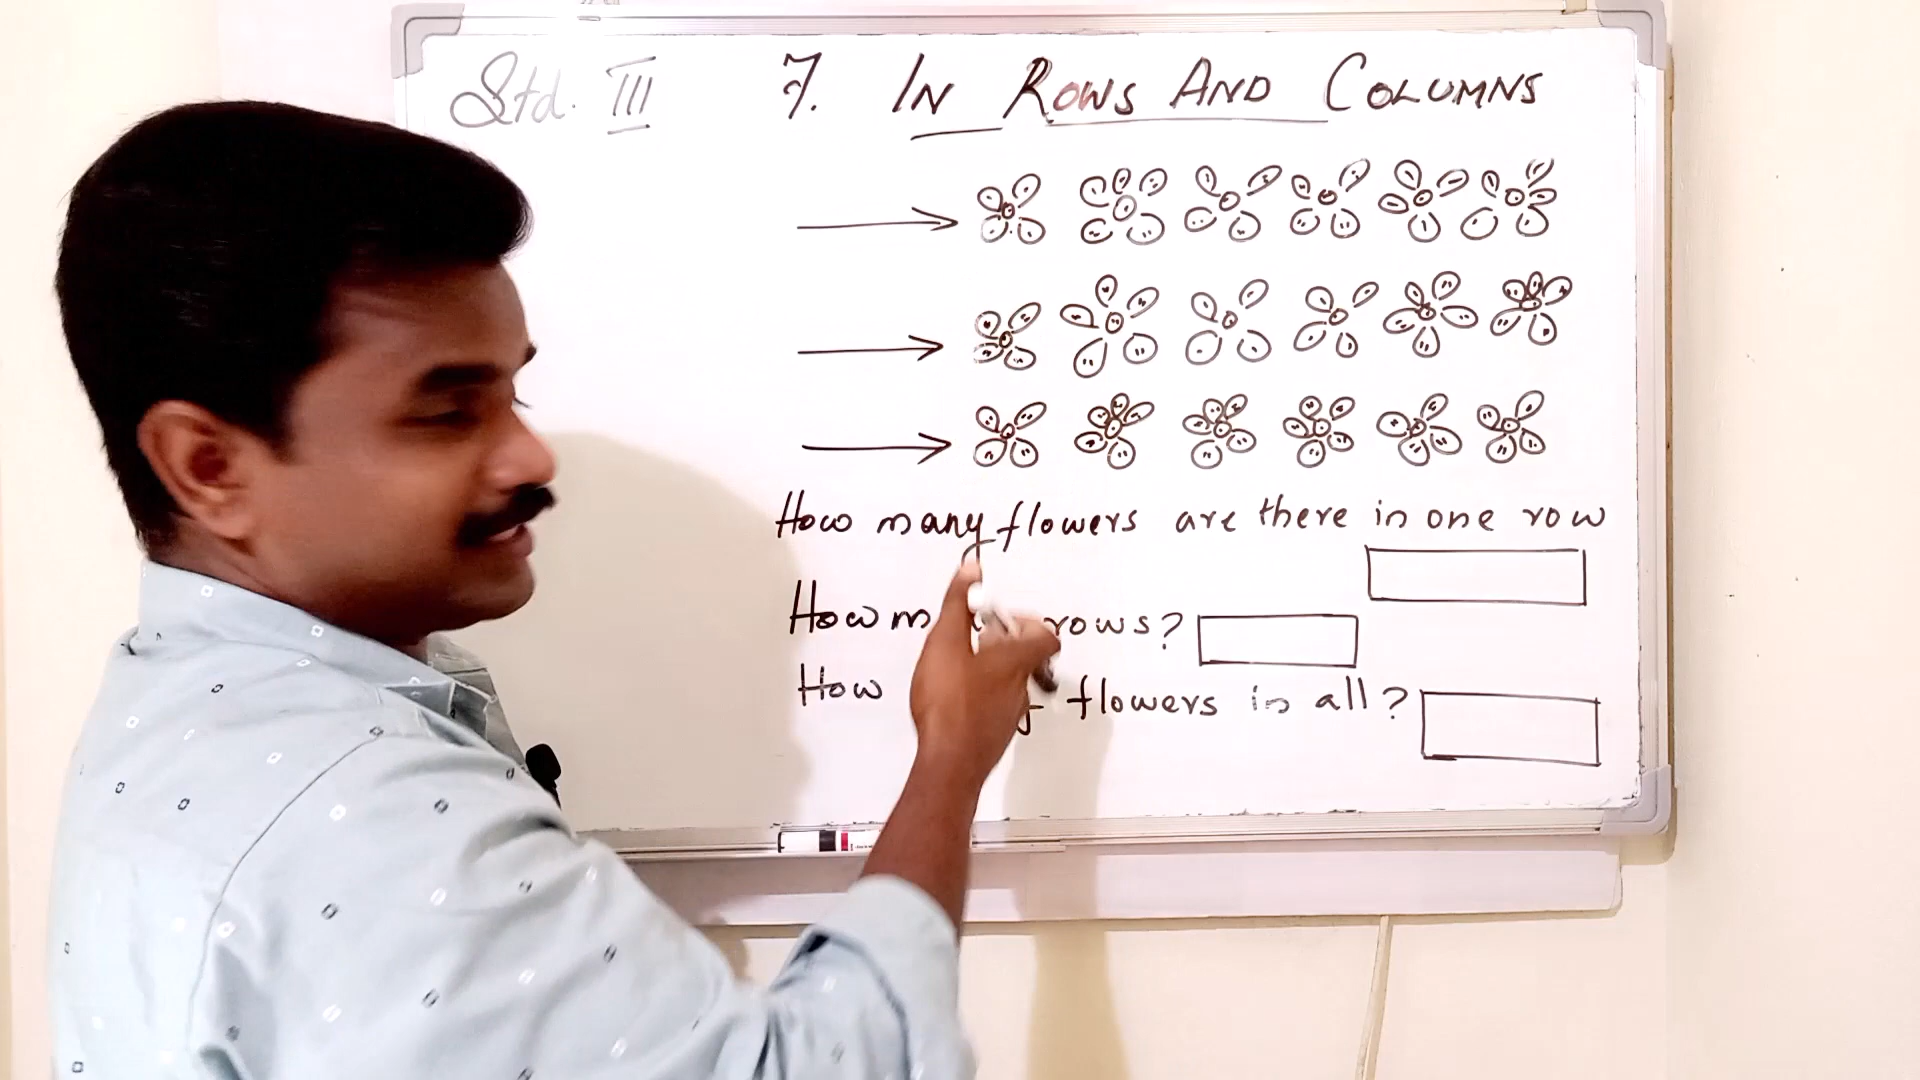 Std. III 7. IN ROWS AND COLUMNS
How many flowers are there in one row
How rows?
How flowers in all?